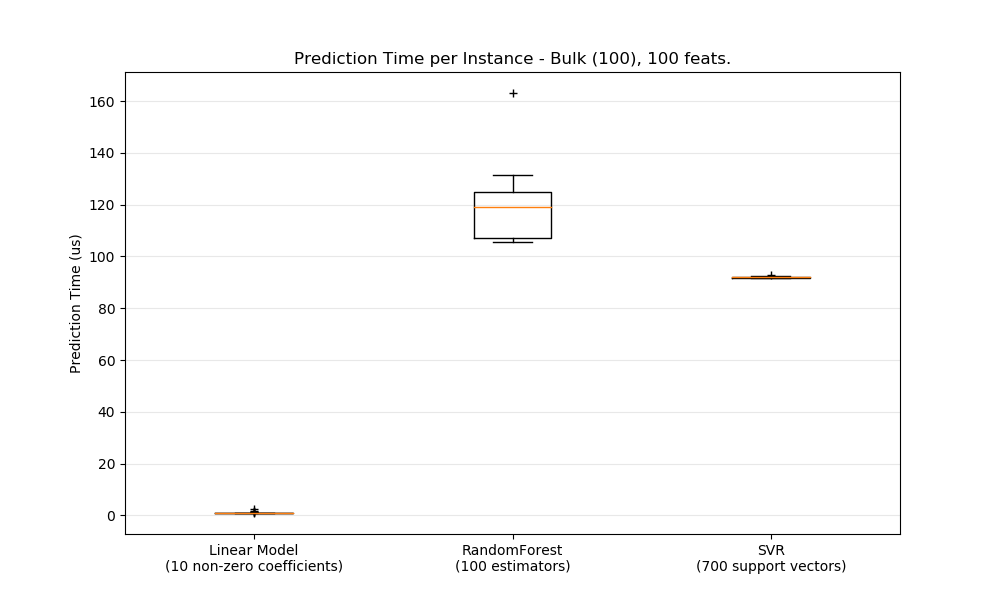 Prediction Time per Instance - Bulk (100), 100 feats.
160
140
120
100
80
60
40
20
0
Prediction Time (us)
Linear Model
(10 non-zero coefficients)
RandomForest
(100 estimators)
SVR
(700 support vectors)